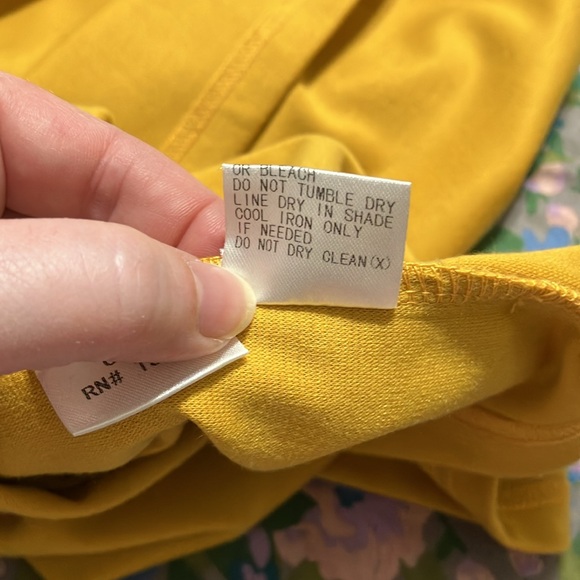 OR BLEACH
DO NOT TUMBLE DRY
LINE DRY IN SHADE
COOL IRON ONLY
IF NEEDED
DO NOT DRY CLEAN(X)
RN#